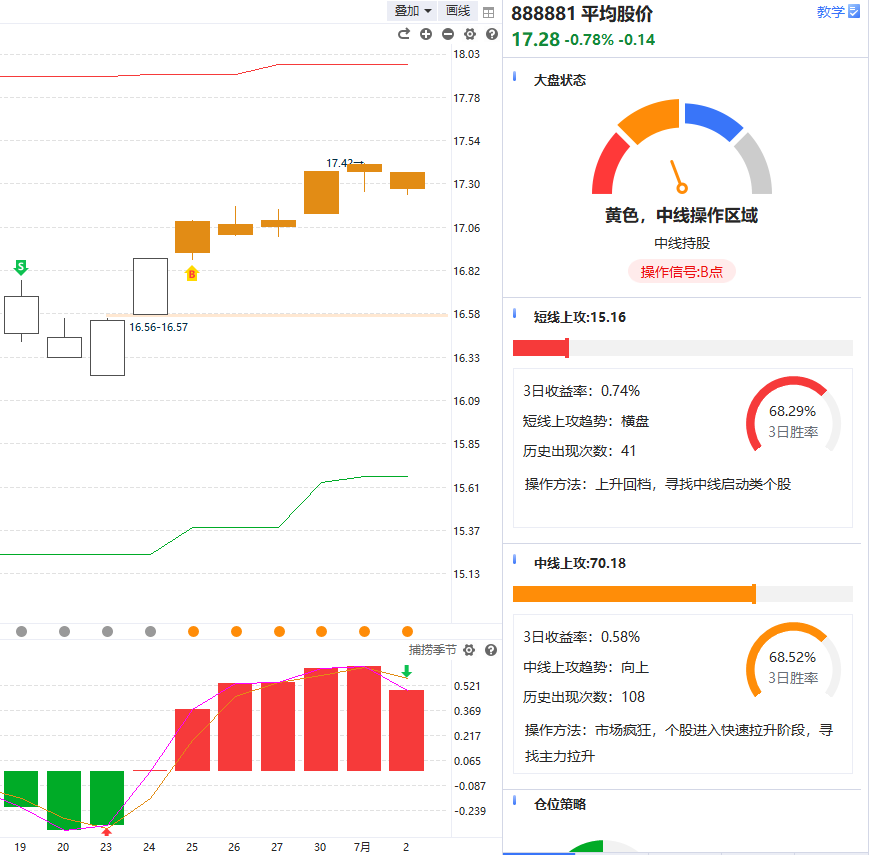 叠加 画线
18.03
17.78
17.54
17.42
17.30
17.06
S
16.82
B
16.58
16.56-16.57
16.33
16.09
15.85
15.61
15.37
15.13
捕捞季节
0.521
0.369
0.217
0.065
-0.087
-0.239
19 20 23 24 25 26 27 30 7月 2
888881 平均股价 教学
17.28 -0.78% -0.14
大盘状态
黄色，中线操作区域
中线持股
操作信号:B点
短线上攻:15.16
3日收益率：0.74%
短线上攻趋势：横盘
历史出现次数：41
68.29%
3日胜率
操作方法：上升回档，寻找中线启动类个股
中线上攻:70.18
3日收益率：0.58%
中线上攻趋势：向上
历史出现次数：108
68.52%
3日胜率
操作方法：市场疯狂，个股进入快速拉升阶段，寻
找主力拉升
仓位策略